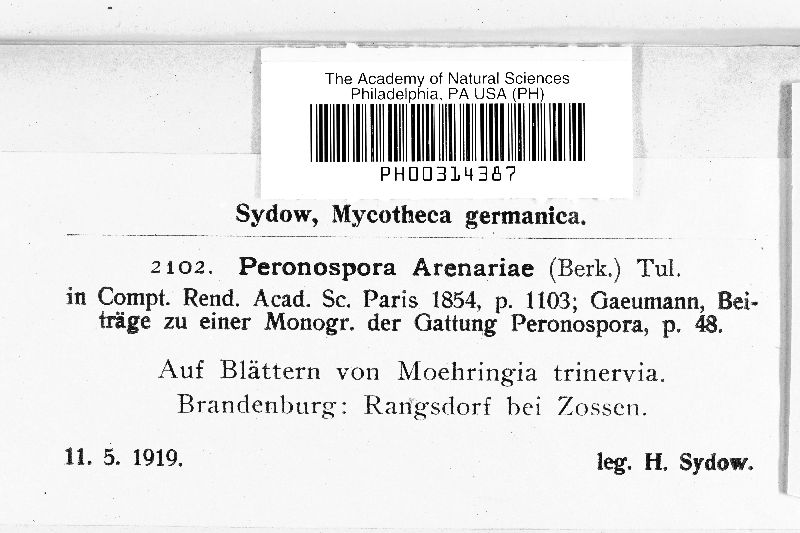 The Academy of Natural Sciences
Philadelphia, PA USA (PH)
PH00314387
Sydow, Mycotheca germanica.
2102. Peronospora Arenariae (Berk.) Tul.
in Compt. Rend. Acad. Sc. Paris 1854, p. 1103; Gaeumann, Bei-
träge zu einer Monogr. der Gattung Peronospora, p. 48.
Auf Blättern von Moehringia trinervia.
Brandenburg: Rangsdorf bei Zossen.
11. 5. 1919.
leg. H. Sydow.